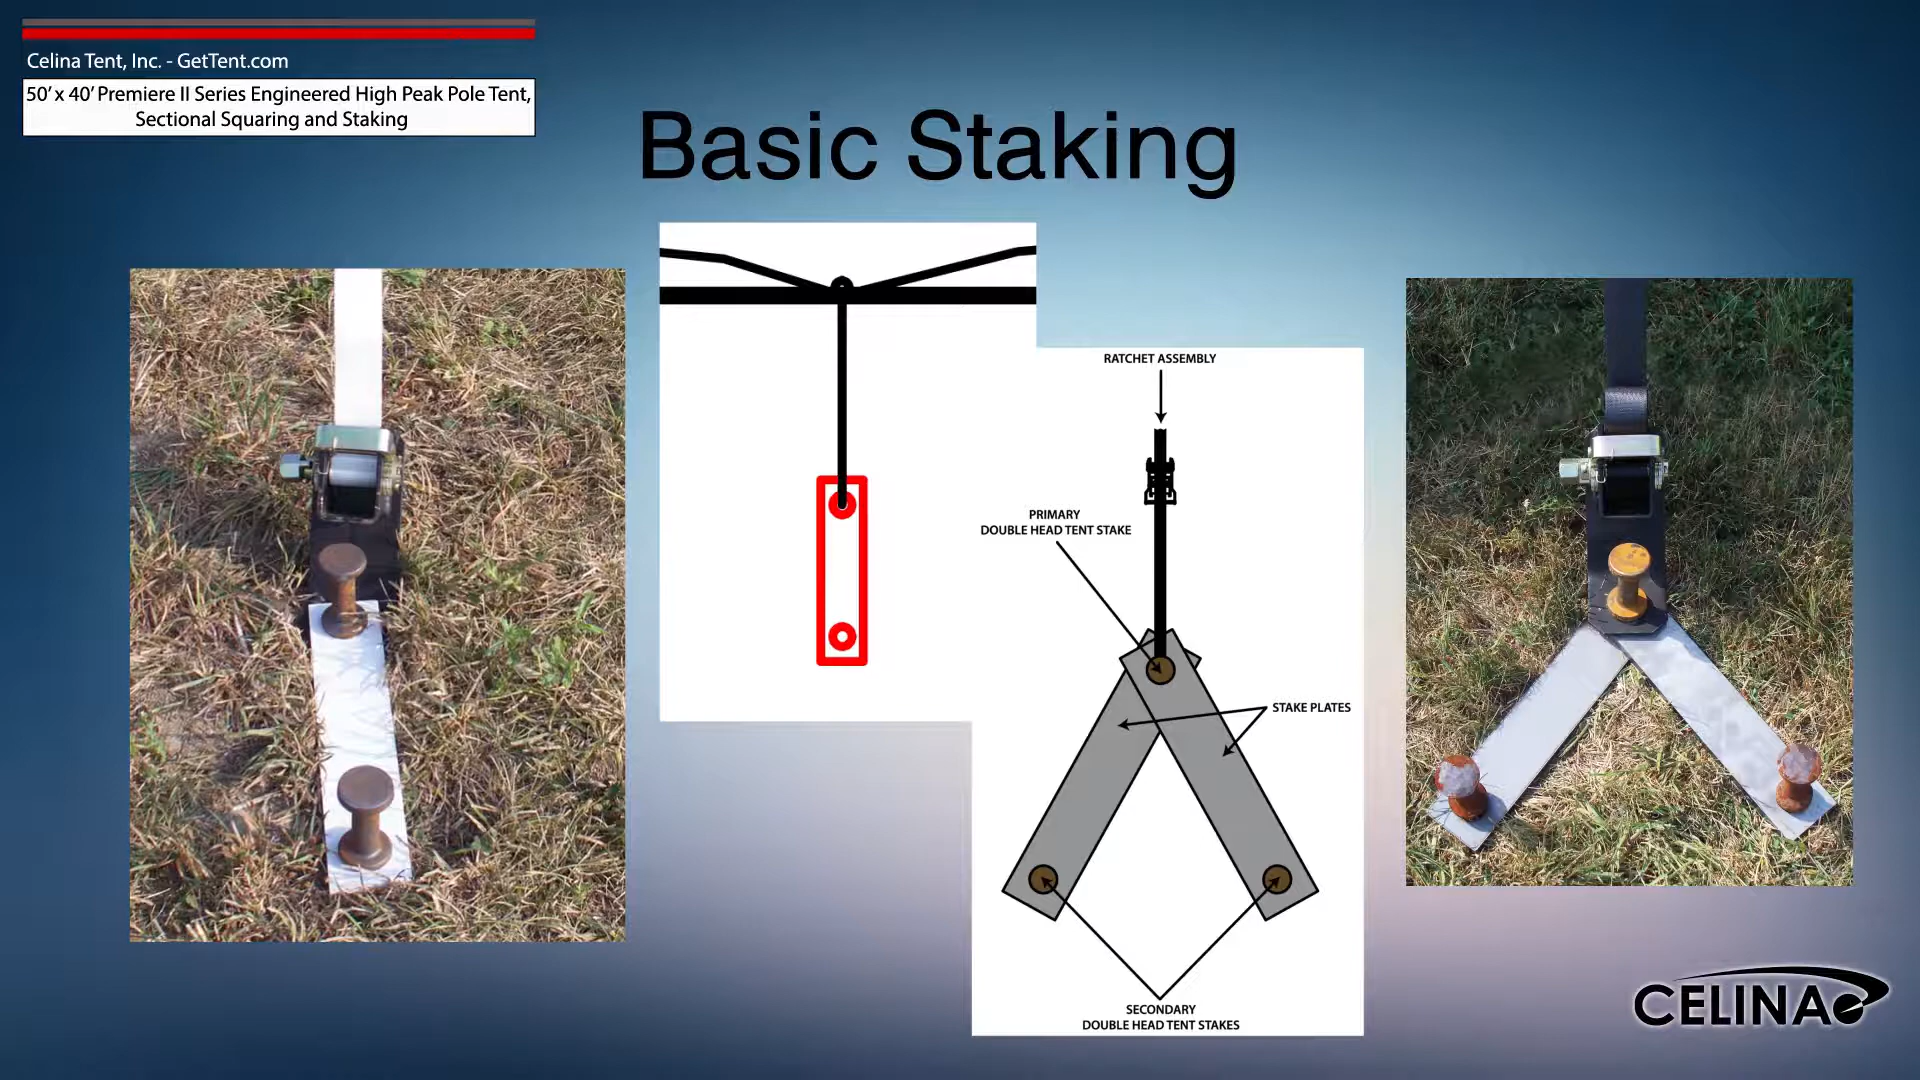 Celina Tent, Inc. - GetTent.com
50’ x 40’ Premiere II Series Engineered High Peak Pole Tent,
Sectional Squaring and Staking
Basic Staking
RATCHET ASSEMBLY
PRIMARY
DOUBLE HEAD TENT STAKE
STAKE PLATES
SECONDARY
DOUBLE HEAD TENT STAKES
CELINA